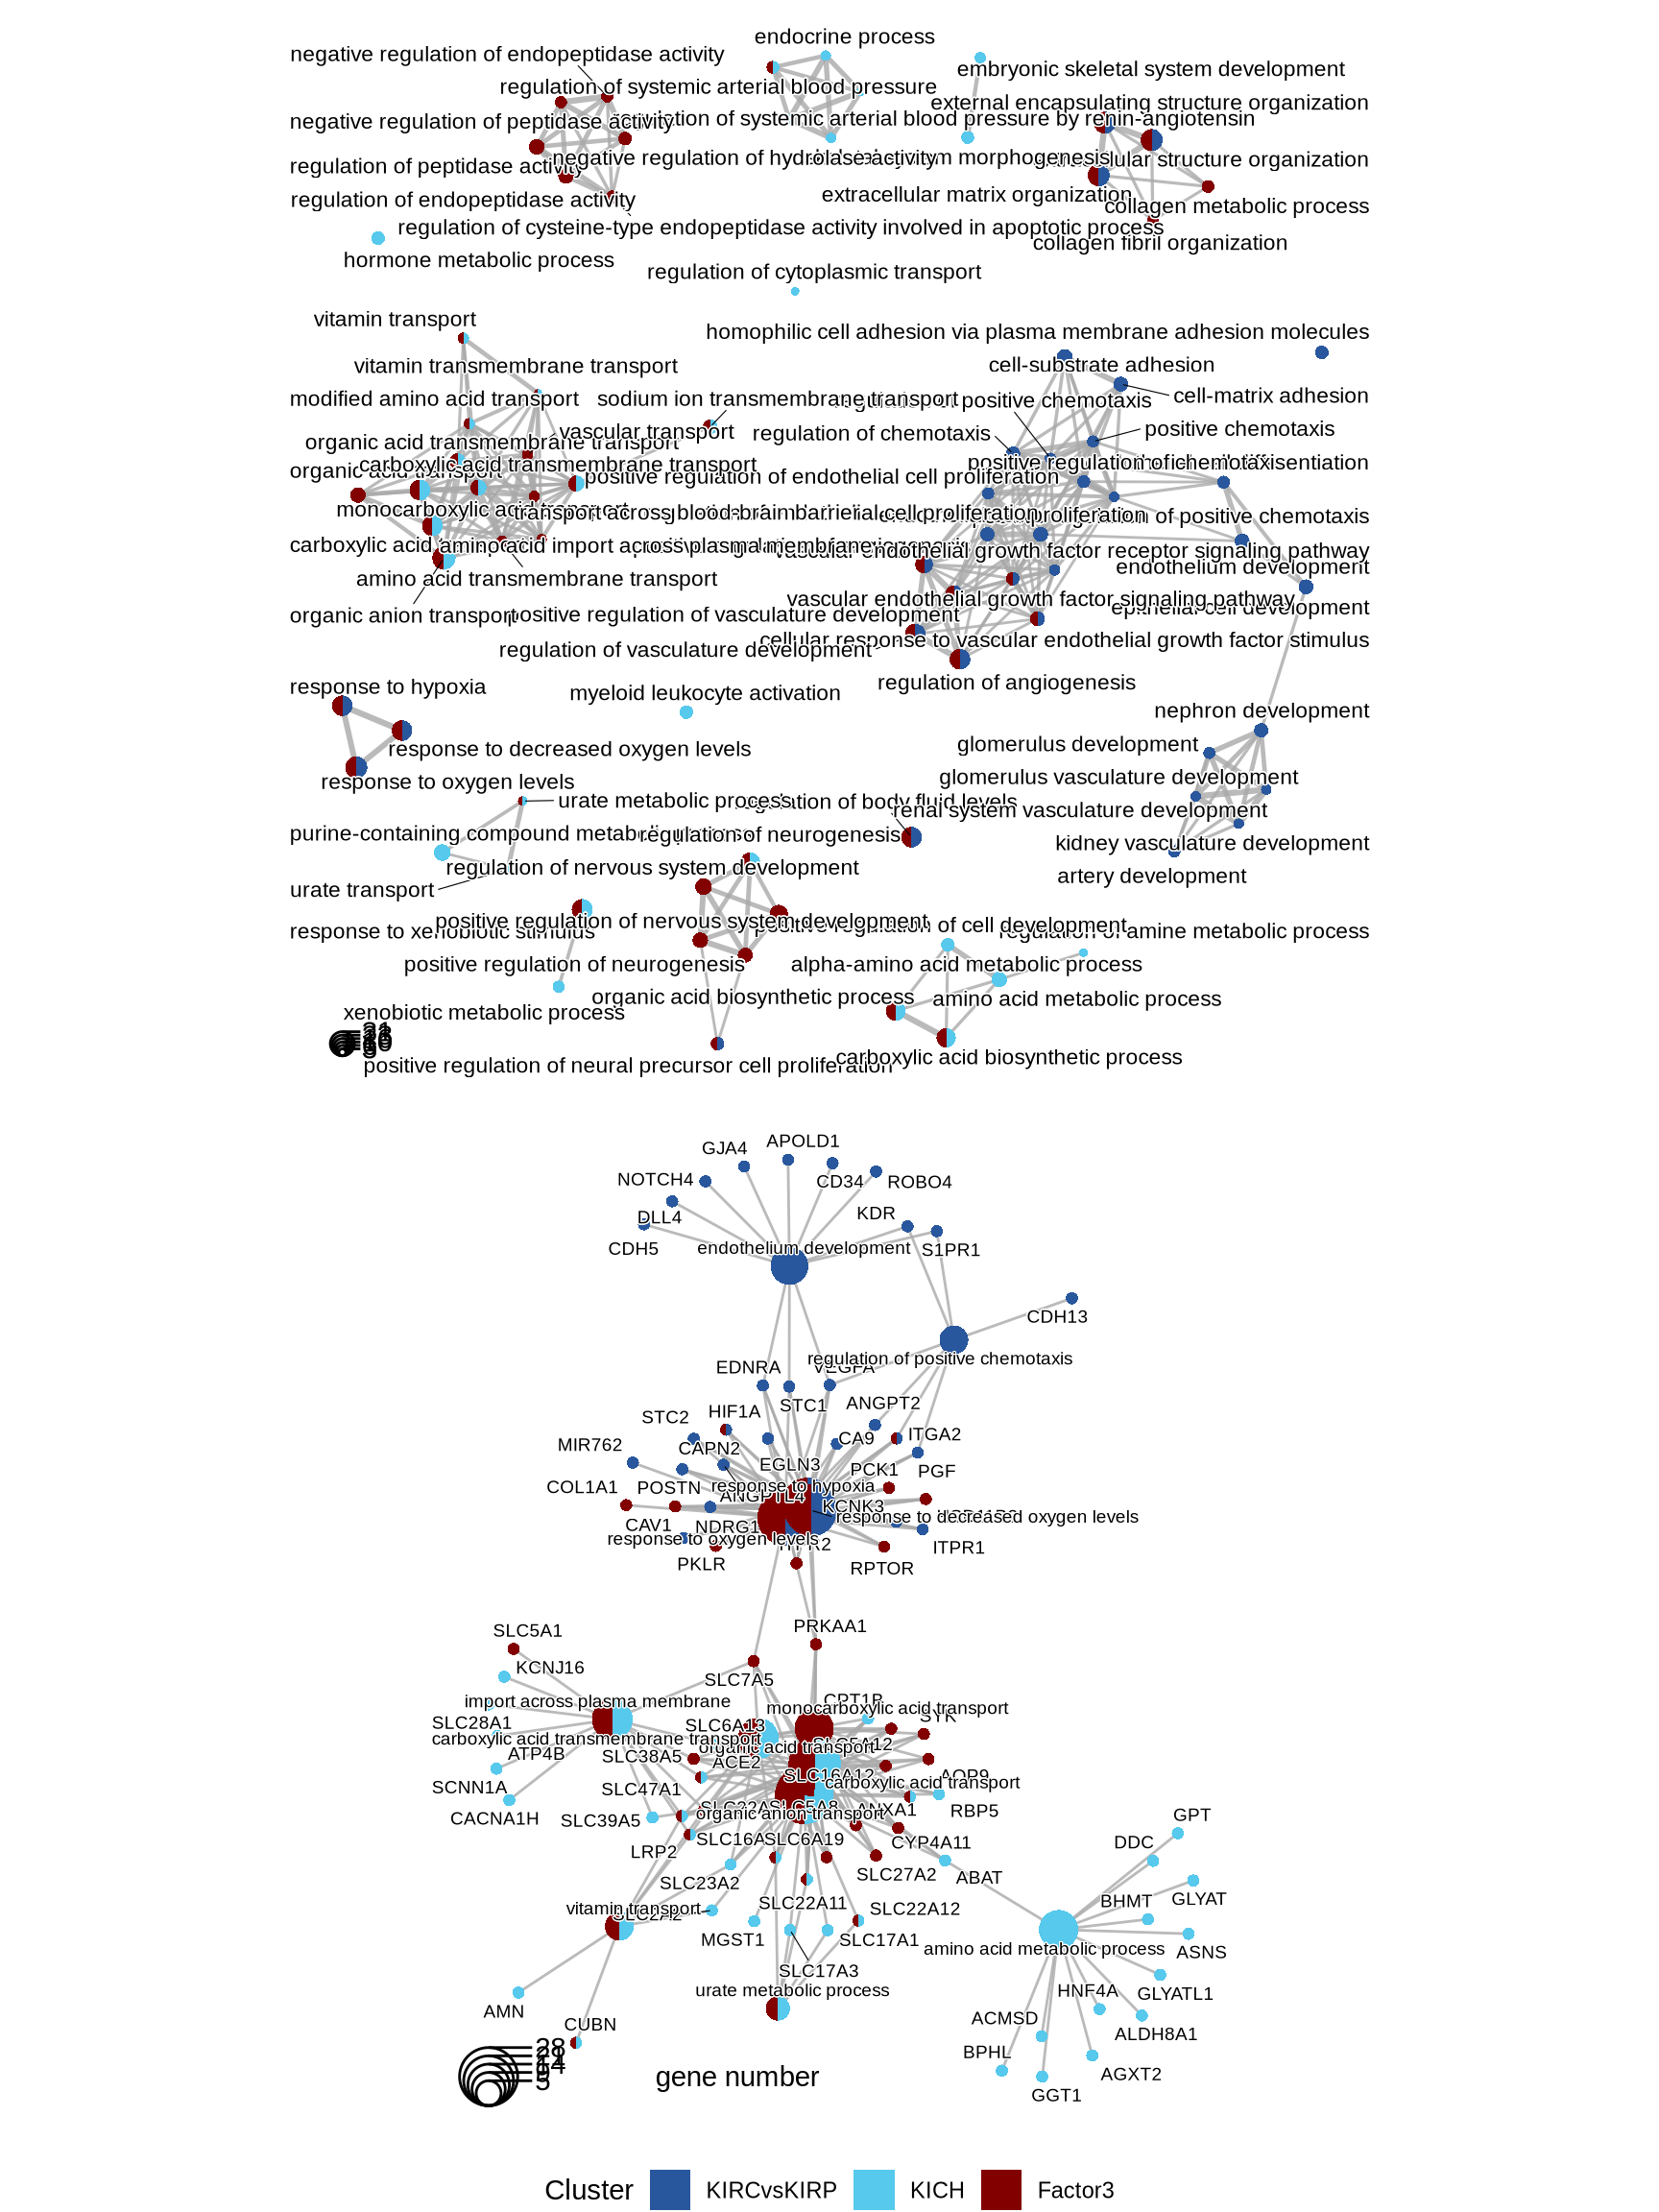 endocrine process
negative regulation of endopeptidase activity
embryonic skeletal system development
regulation of systemic arterial blood pressure
external encapsulating structure organization
negative regulation of peptidase activity
of systemic arterial blood pressure by renin-angiotensin
negative regulation of hydrolase activity
morphogenesis
structure organization
regulation of peptidase activity
extracellular matrix organization
regulation of endopeptidase activity
collagen metabolic process
regulation of cysteine-type endopeptidase activity involved in apoptotic process
collagen fibril organization
hormone metabolic process
regulation of cytoplasmic transport
vitamin transport
homophilic cell adhesion via plasma membrane adhesion molecules
vitamin transmembrane transport
cell-substrate adhesion
modified amino acid transport
sodium ion transmembrane transport
positive chemotaxis
cell-matrix adhesion
vascular transport
regulation of chemotaxis
positive chemotaxis
organic acid transmembrane transport
carboxylic acid transmembrane transport
organic acid transport
positive regulation of chemotaxis
positive regulation of endothelial cell proliferation
monocarboxylic acid transport
transport across blood-brain barrier
cell proliferation
proliferation
of positive chemotaxis
carboxylic acid
amino acid import across plasma membrane
vascular endothelial growth factor receptor signaling pathway
endothelium development
amino acid transmembrane transport
vascular endothelial growth factor signaling pathway
epithelial cell development
organic anion transport
positive regulation of vasculature development
cellular response to vascular endothelial growth factor stimulus
regulation of vasculature development
regulation of angiogenesis
response to hypoxia
myeloid leukocyte activation
nephron development
response to decreased oxygen levels
glomerulus development
response to oxygen levels
glomerulus vasculature development
urate metabolic process
regulation of body fluid levels
renal system vasculature development
purine-containing compound metabolic process
regulation of neurogenesis
kidney vasculature development
regulation of nervous system development
artery development
urate transport
response to xenobiotic stimulus
positive regulation of nervous system development
positive regulation of cell development
regulation of amine metabolic process
positive regulation of neurogenesis
alpha-amino acid metabolic process
organic acid biosynthetic process
amino acid metabolic process
xenobiotic metabolic process
carboxylic acid biosynthetic process
positive regulation of neural precursor cell proliferation
APOLD1
GJA4
NOTCH4
CD34
ROBO4
DLL4
KDR
CDH5
endothelium development
S1PR1
CDH13
regulation of positive chemotaxis
EDNRA
VEGFA
STC1
ANGPT2
STC2
HIF1A
ITGA2
MIR762
CAPN2
CA9
EGLN3
PCK1
PGF
COL1A1
POSTN
response to hypoxia
ANGPTL4
KCNK3
response to decreased oxygen levels
CAV1
NDRG1
response to oxygen levels
ITPR2
ITPR1
PKLR
RPTOR
PRKAA1
SLC5A1
KCNJ16
SLC7A5
import across plasma membrane
CPT1B
monocarboxylic acid transport
SYK
SLC28A1
SLC6A13
carboxylic acid transmembrane transport
organic acid transport
SLC5A12
ATP4B
SLC38A5
ACE2
SLC16A12
carboxylic acid transport
AQP9
SCNN1A
SLC47A1
SLC5A8
ANXA1
RBP5
CACNA1H
SLC39A5
organic anion transport
GPT
SLC6A19
CYP4A11
DDC
LRP2
SLC27A2
ABAT
SLC23A2
GLYAT
BHMT
vitamin transport
SLC22A11
SLC22A12
MGST1
SLC17A1
amino acid metabolic process
ASNS
SLC17A3
urate metabolic process
HNF4A
GLYATL1
AMN
ACMSD
ALDH8A1
CUBN
BPHL
AGXT2
GGT1
28
21
14
5
gene number
Cluster
KIRCvsKIRP
KICH
Factor3